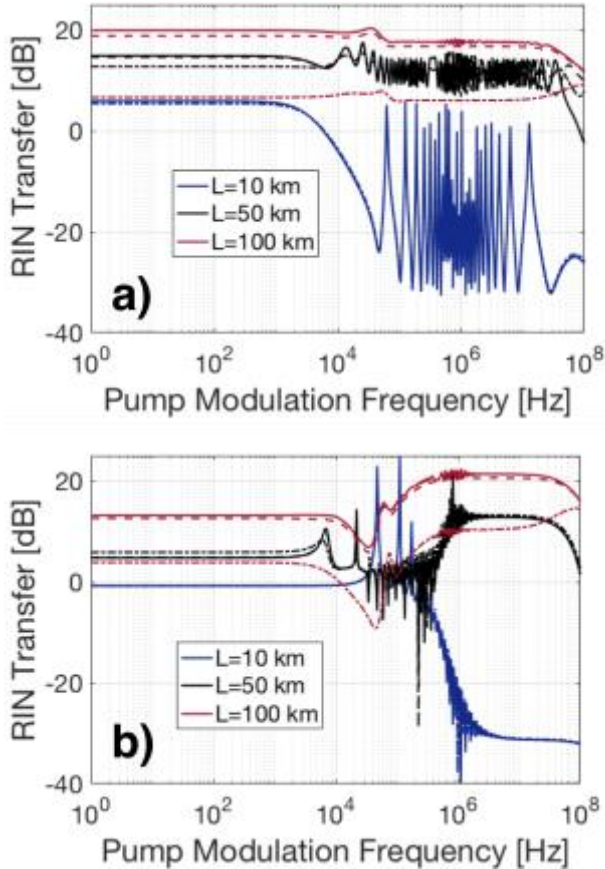 20
0
-20
-40
RIN Transfer [dB]
L=10 km
L=50 km
L=100 km
a)
10^0 10^2 10^4 10^6 10^8
Pump Modulation Frequency [Hz]
20
0
-20
-40
RIN Transfer [dB]
L=10 km
L=50 km
L=100 km
b)
10^0 10^2 10^4 10^6 10^8
Pump Modulation Frequency [Hz]